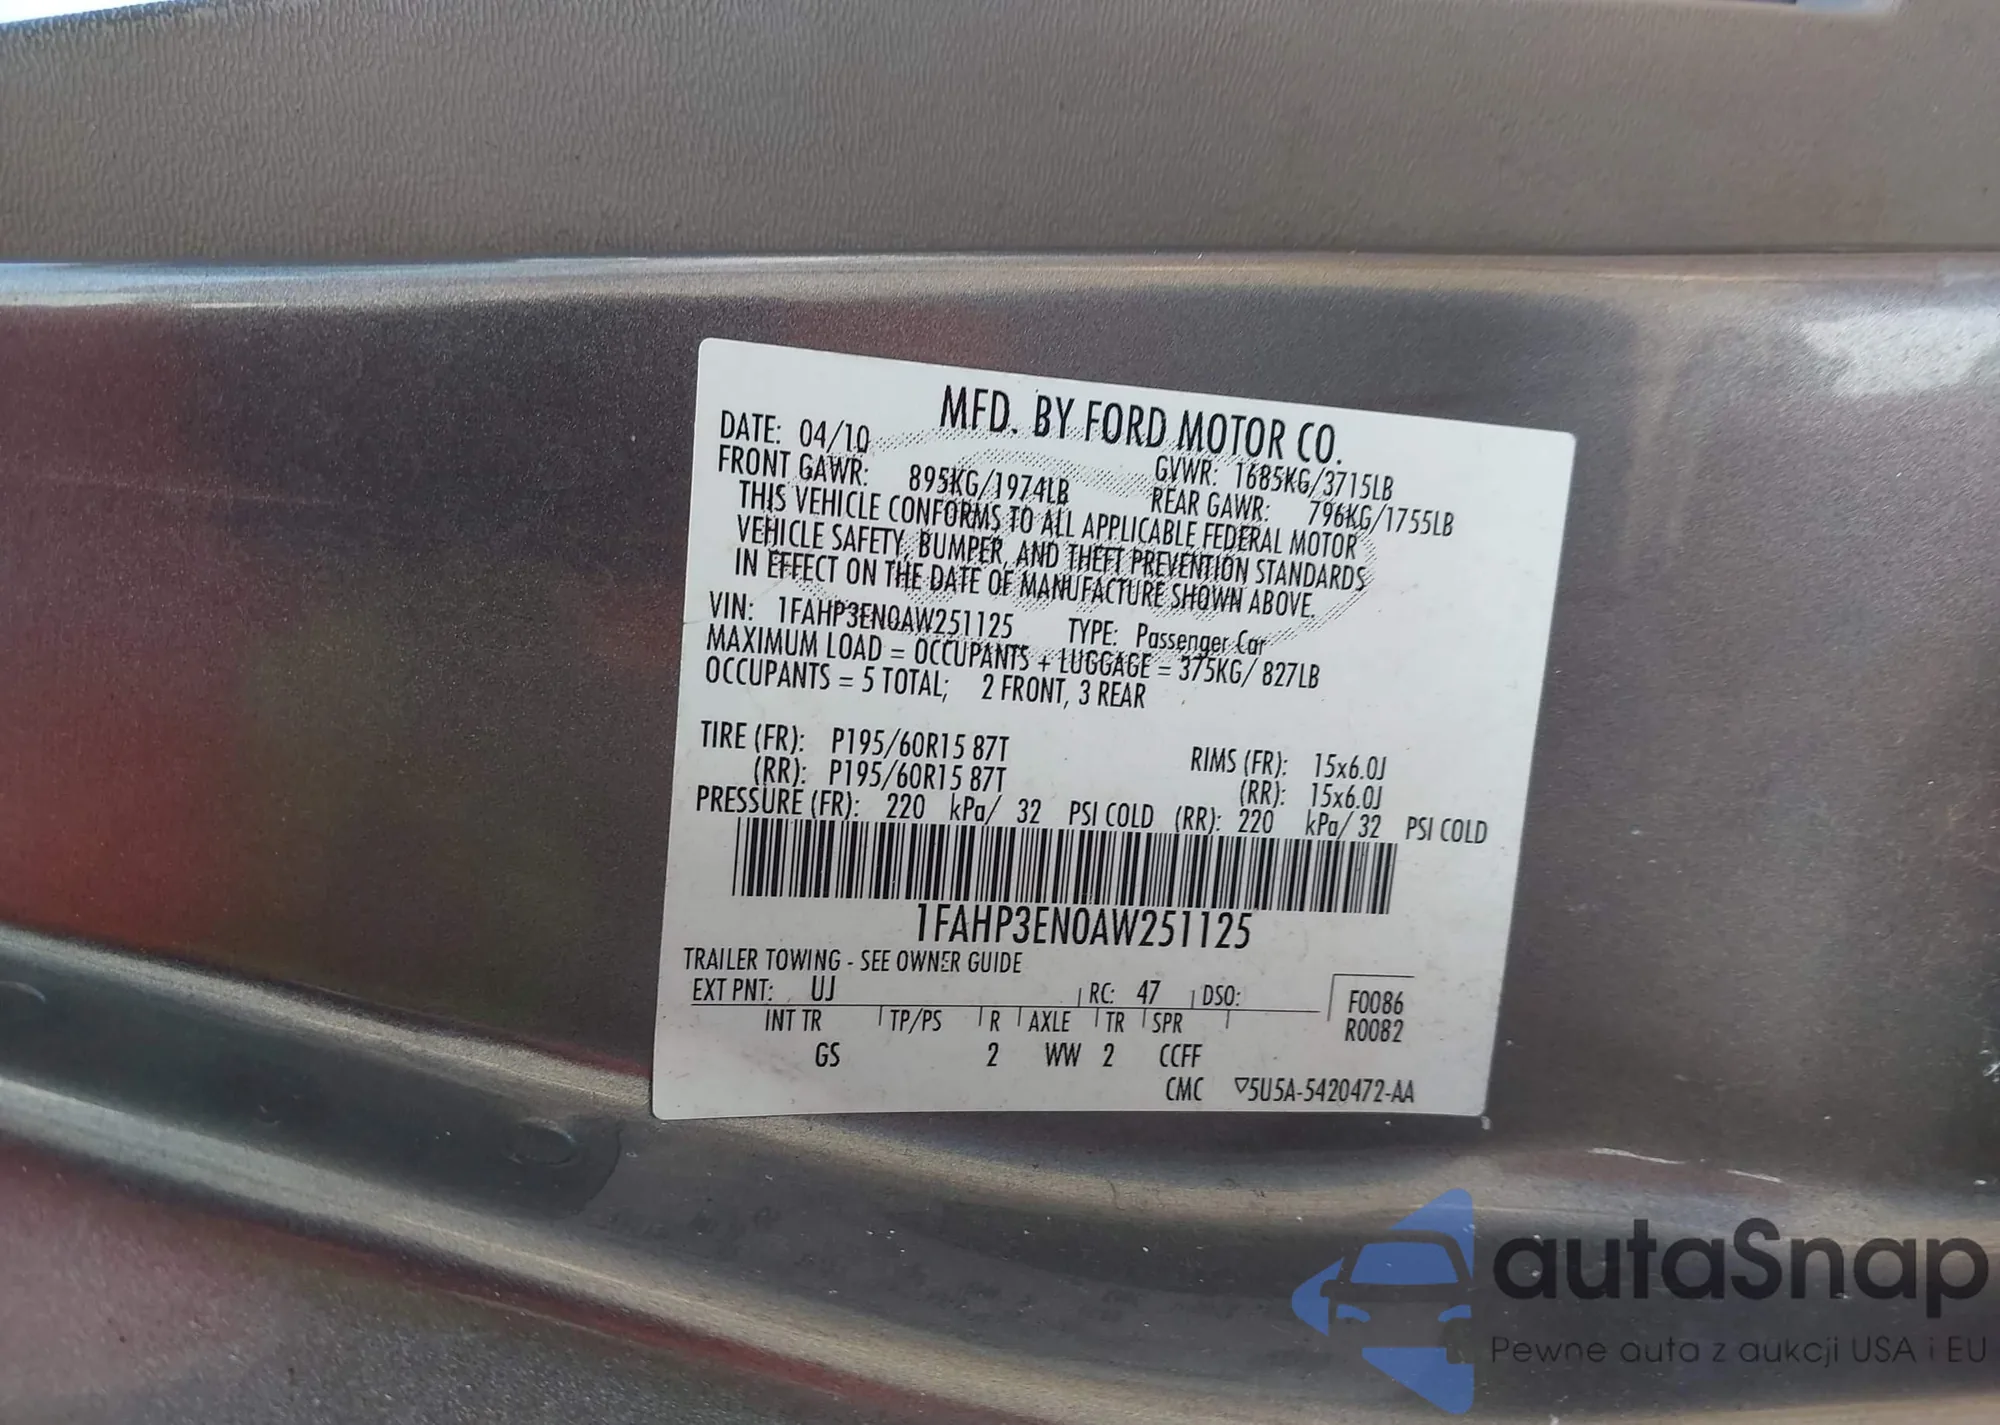 MFD. BY FORD MOTOR CO.
DATE: 04/10
GVWR: 1685KG/3715LB
FRONT GAWR: 895KG/1974LB
REAR GAWR: 796KG/1755LB
THIS VEHICLE CONFORMS TO ALL APPLICABLE FEDERAL MOTOR
VEHICLE SAFETY, BUMPER, AND THEFT PREVENTION STANDARDS
IN EFFECT ON THE DATE OF MANUFACTURE SHOWN ABOVE.
VIN: 1FAHP3EN0AW251125 TYPE: Passenger Car
MAXIMUM LOAD = OCCUPANTS + LUGGAGE = 375KG/ 827LB
OCCUPANTS = 5 TOTAL; 2 FRONT, 3 REAR
TIRE (FR): P195/60R15 87T RIMS (FR): 15x6.0J
(RR): P195/60R15 87T (RR): 15x6.0J
PRESSURE (FR): 220 kPa/ 32 PSI COLD (RR): 220 kPa/ 32 PSI COLD
1FAHP3EN0AW251125
TRAILER TOWING - SEE OWNER GUIDE
EXT PNT: UJ RC: 47 DSO: F0086
INT TR TP/PS R AXLE TR SPR R0082
GS 2 WW 2 CCFF
CMC ▽5U5A-5420472-AA
autaSnap
Pewne auta z aukcji USA i EU